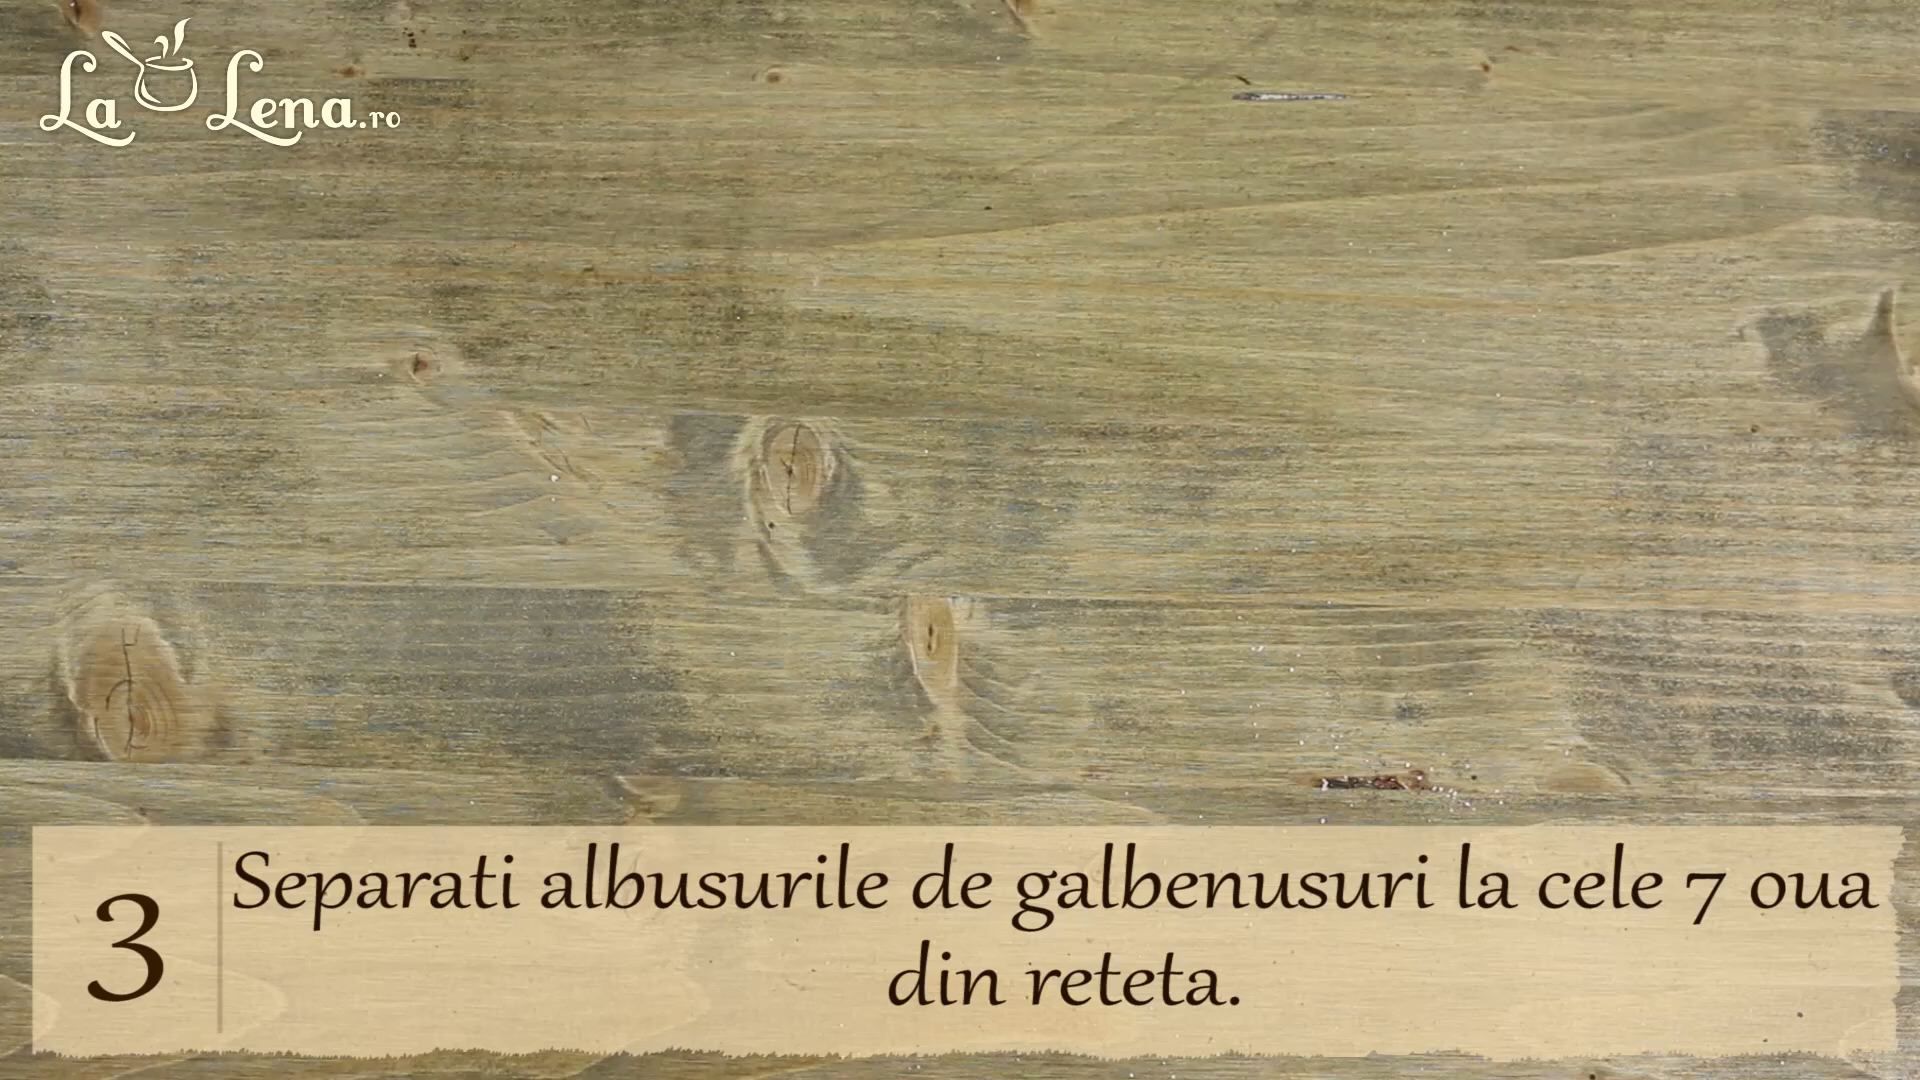 La Lena.ro
3
Separati albusurile de galbenusuri la cele 7 oua
din reteta.